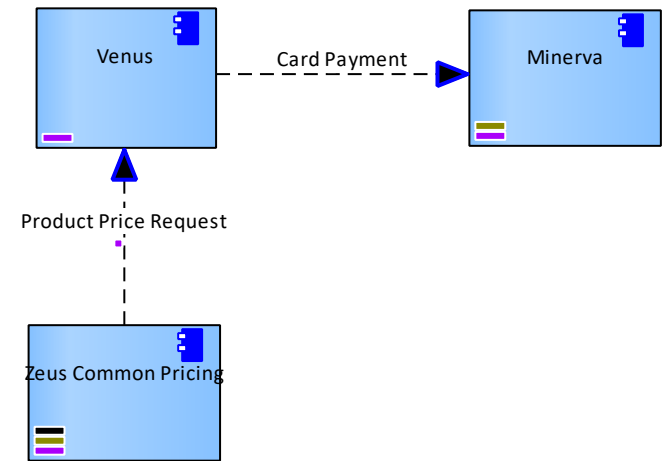 Venus
Card Payment
Minerva
Product Price Request
Zeus Common Pricing